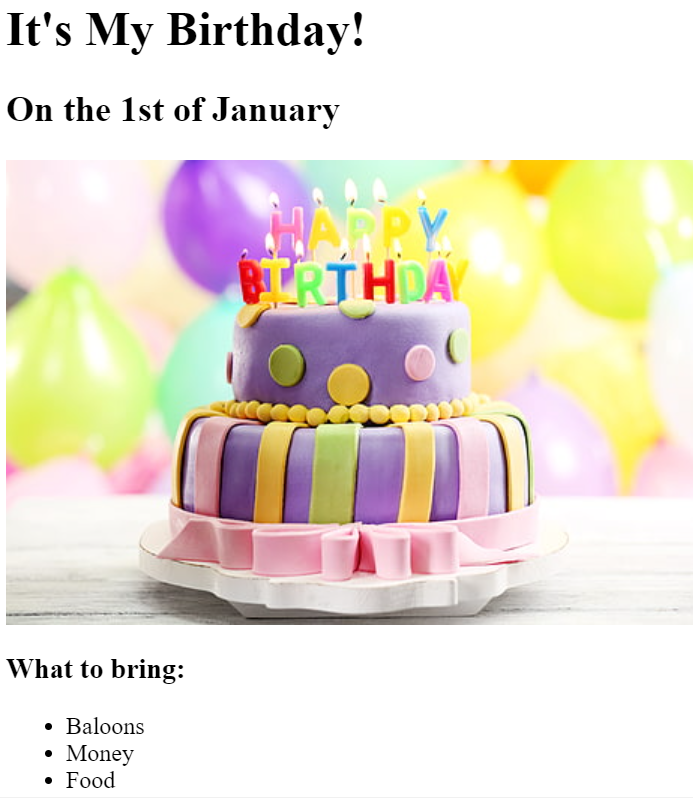 It's My Birthday!
On the 1st of January
HAPPY
BIRTHDAY
What to bring:
Baloons
Money
Food